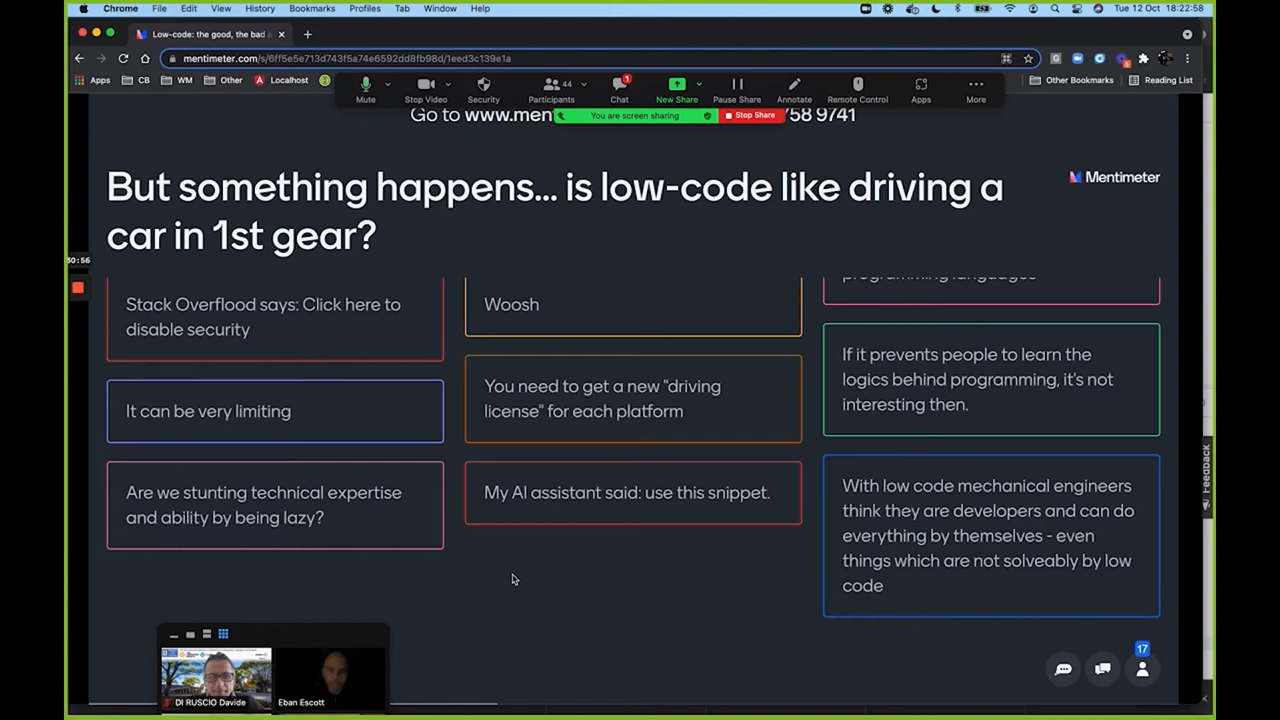 Chrome File Edit View History Bookmarks Profiles Tab Window Help Tue 12 Oct 18:22:58
Low-code: the good, the bad
mentimeter.com/s/6ff5e5e713d743f5a74e6592dd8fb98d/1eed3c139e1a
Apps CB WM Other Localhost Other Bookmarks Reading List
Mute Stop Video Security Participants 44 Chat 1 New Share Pause Share Annotate Remote Control Apps More
You are screen sharing Stop Share
Go to www.men 758 9741
Mentimeter
But something happens... is low-code like driving a
car in 1st gear?
30:56
Stack Overflood says: Click here to
disable security
It can be very limiting
Are we stunting technical expertise
and ability by being lazy?
Woosh
You need to get a new "driving
license" for each platform
My AI assistant said: use this snippet.
programming languages
If it prevents people to learn the
logics behind programming, it's not
interesting then.
With low code mechanical engineers
think they are developers and can do
everything by themselves - even
things which are not solveably by low
code
Feedback
17
DI RUSCIO Davide
Eban Escott